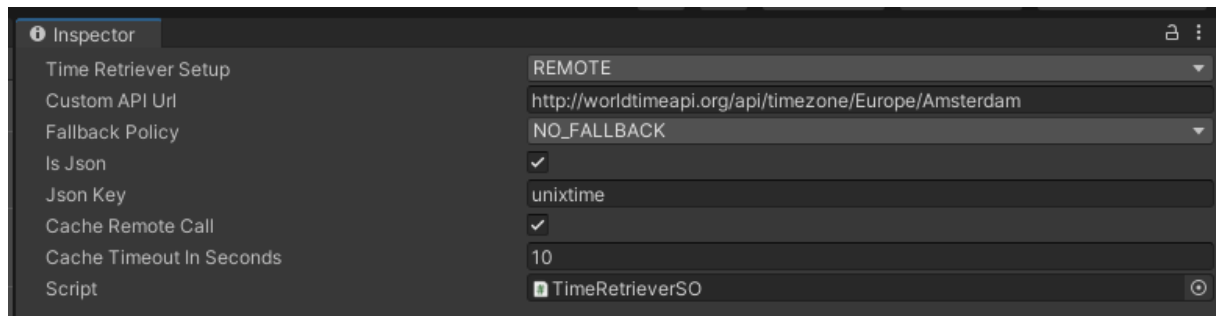 Inspector
Time Retriever Setup REMOTE
Custom API Url http://worldtimeapi.org/api/timezone/Europe/Amsterdam
Fallback Policy NO_FALLBACK
Is Json
Json Key unixtime
Cache Remote Call
Cache Timeout In Seconds 10
Script TimeRetrieverSO